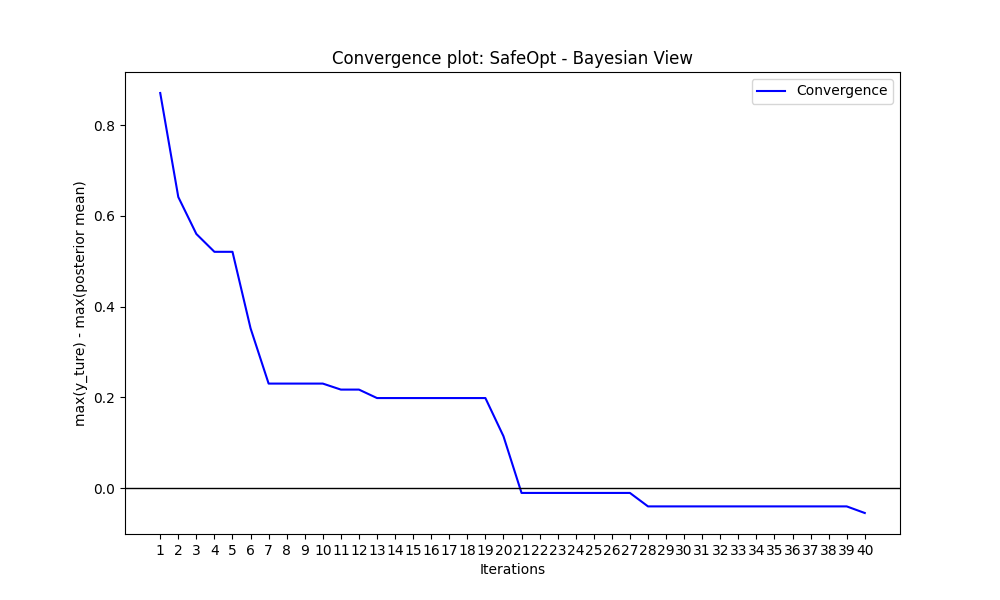 Convergence plot: SafeOpt - Bayesian View
Convergence
0.8
0.6
0.4
0.2
0.0
max(y_ture) - max(posterior mean)
1 2 3 4 5 6 7 8 9 10 11 12 13 14 15 16 17 18 19 20 21 22 23 24 25 26 27 28 29 30 31 32 33 34 35 36 37 38 39 40
Iterations